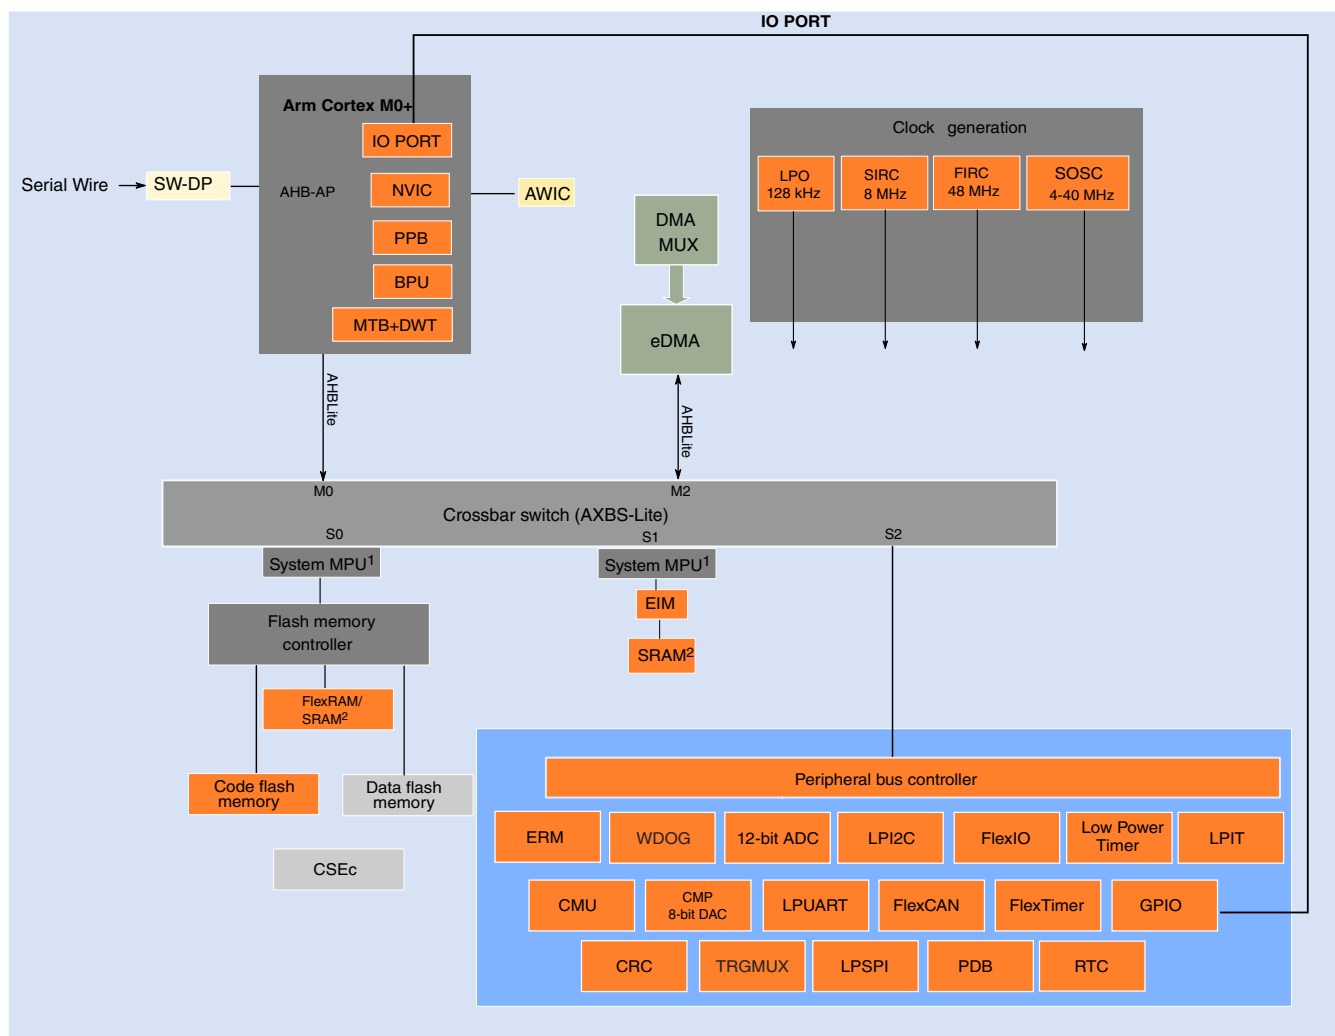 IO PORT
Arm Cortex M0+
IO PORT
Serial Wire
SW-DP
AHB-AP
NVIC
AWIC
PPB
BPU
MTB+DWT
AHBLite
DMA
MUX
eDMA
AHBLite
Clock generation
LPO
128 kHz
SIRC
8 MHz
FIRC
48 MHz
SOSC
4-40 MHz
M0
M2
Crossbar switch (AXBS-Lite)
S0
S1
S2
System MPU1
System MPU1
Flash memory
controller
EIM
SRAM2
FlexRAM/
SRAM2
Code flash
memory
Data flash
memory
CSEc
Peripheral bus controller
ERM
WDOG
12-bit ADC
LPI2C
FlexIO
Low Power
Timer
LPIT
CMU
CMP
8-bit DAC
LPUART
FlexCAN
FlexTimer
GPIO
CRC
TRGMUX
LPSPI
PDB
RTC